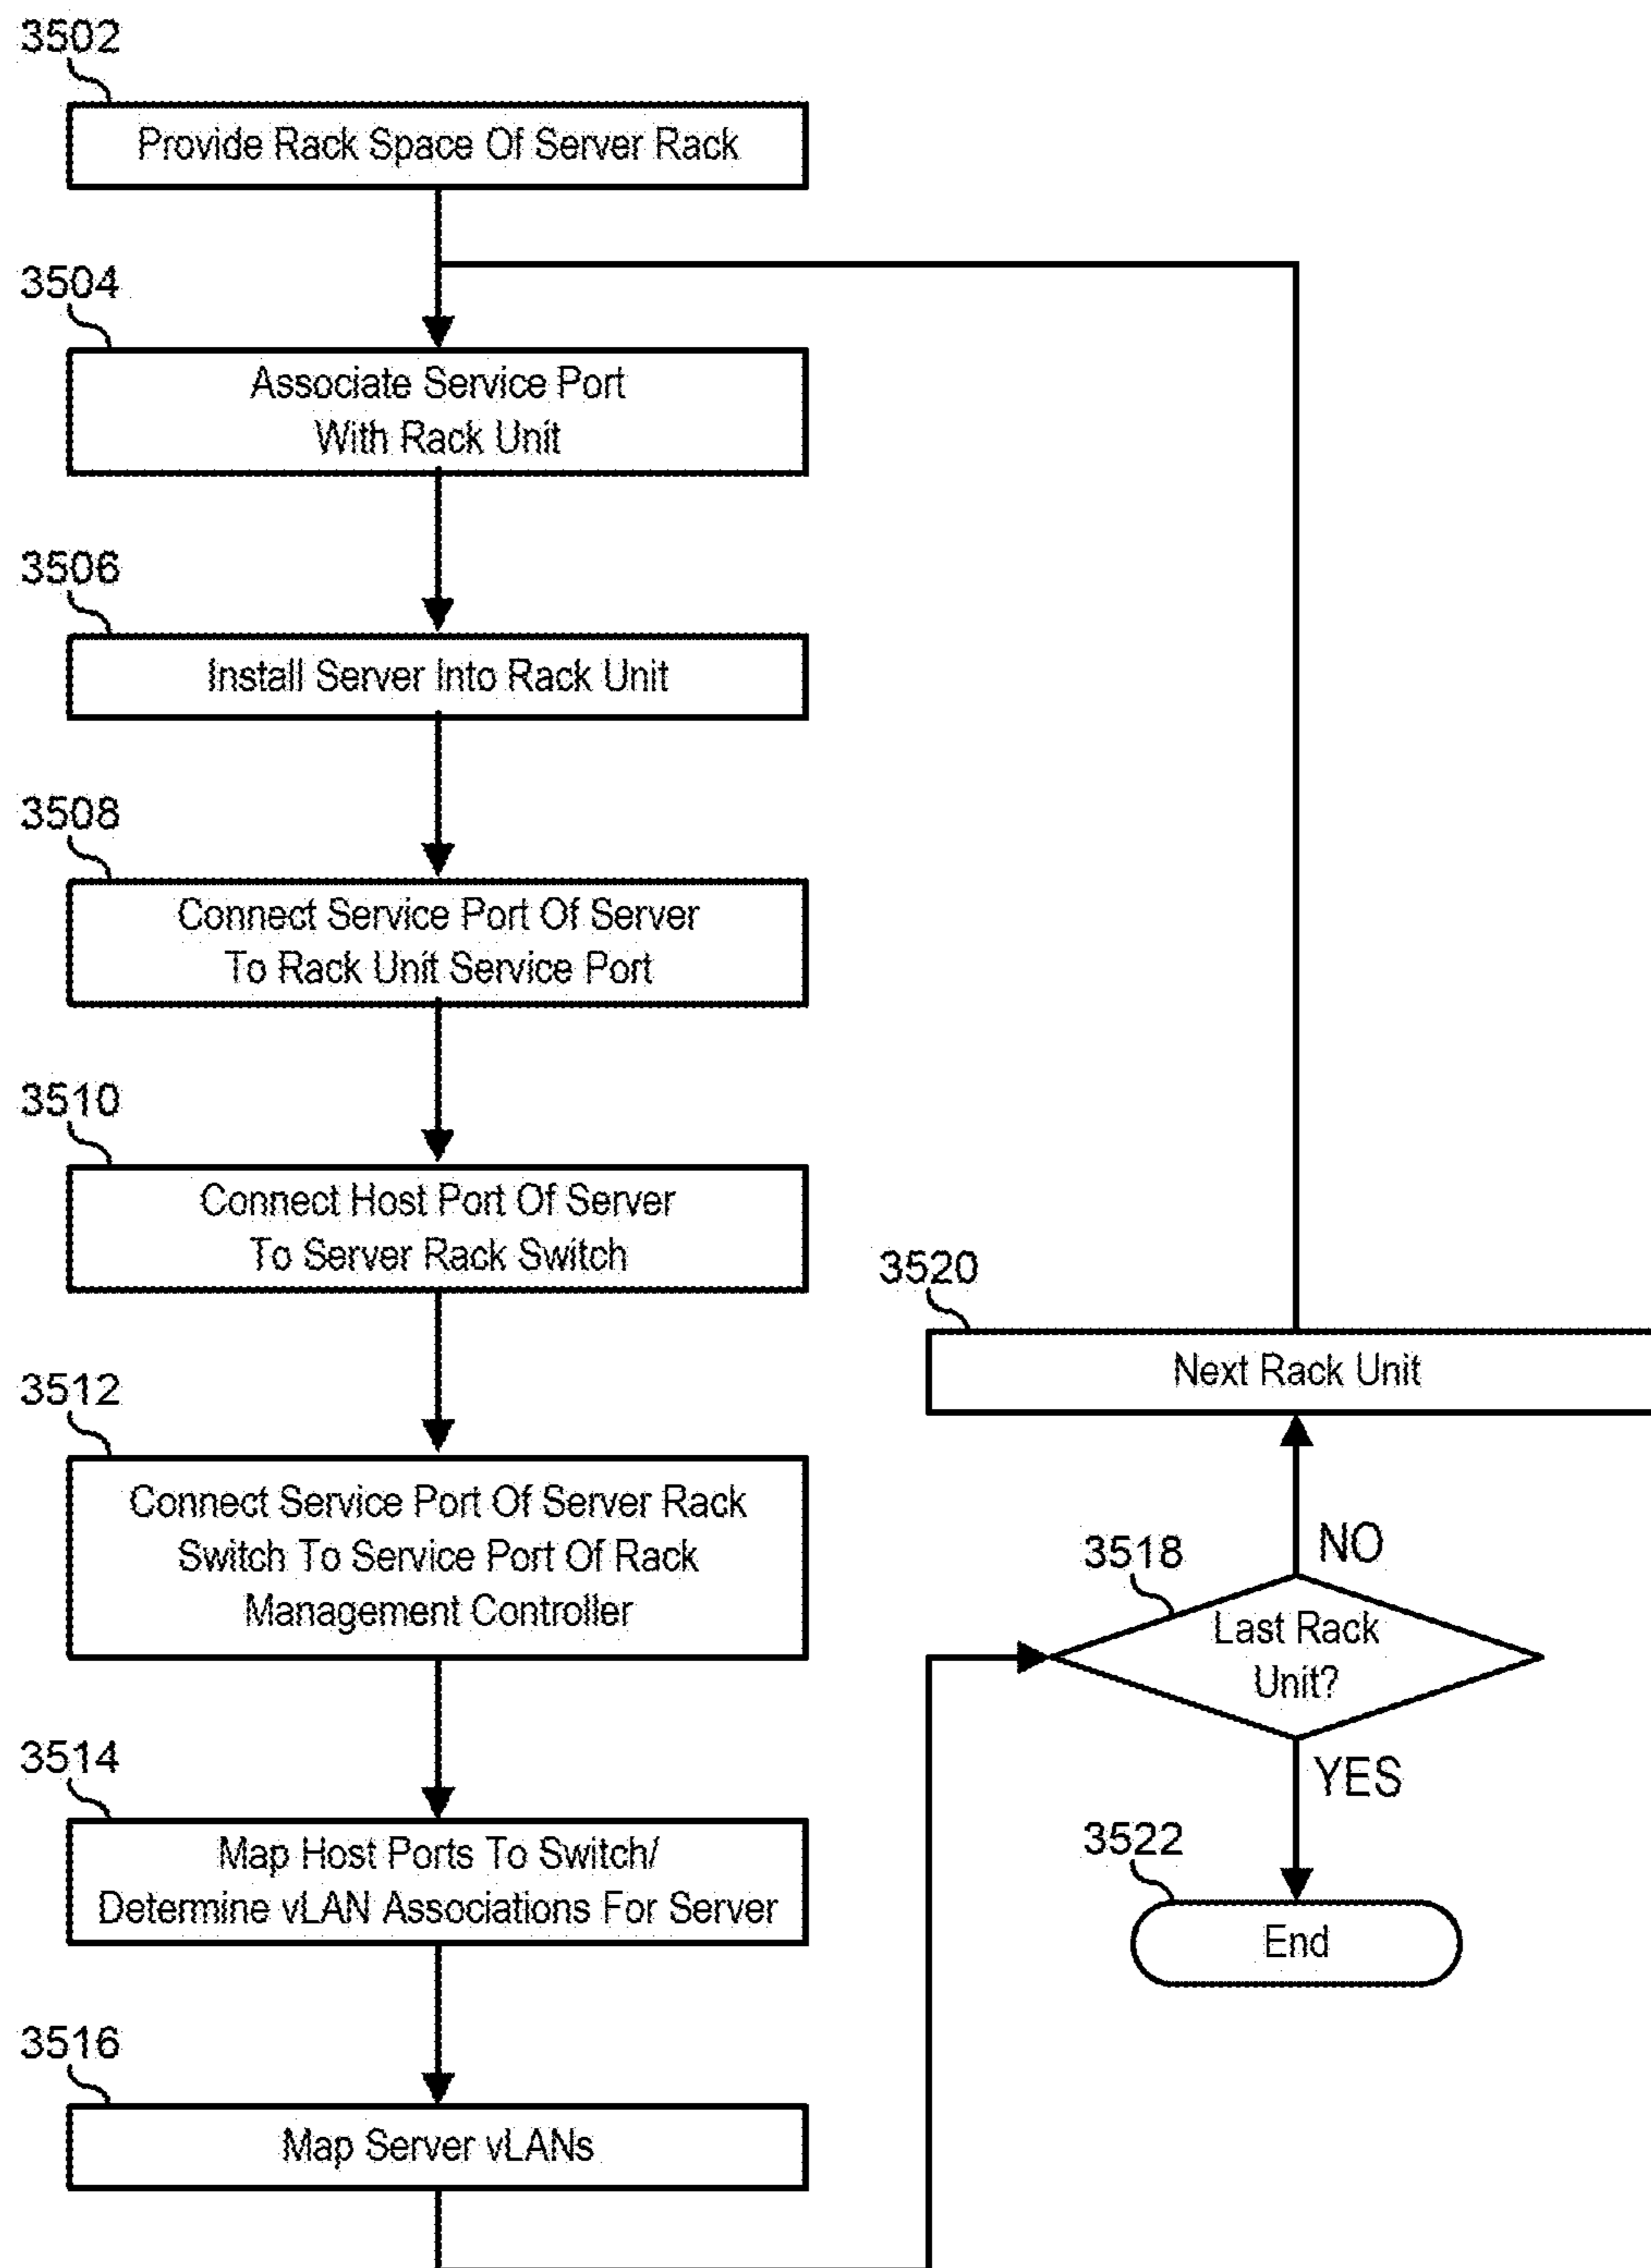 3502
Provide Rack Space Of Server Rack
3504
Associate Service Port
With Rack Unit
3506
Install Server Into Rack Unit
3508
Connect Service Port Of Server
To Rack Unit Service Port
3510
Connect Host Port Of Server
To Server Rack Switch
3512
Connect Service Port Of Server Rack
Switch To Service Port Of Rack
Management Controller
3514
Map Host Ports To Switch/
Determine vLAN Associations For Server
3516
Map Server vLANs
3520
Next Rack Unit
NO
3518
Last Rack
Unit?
YES
3522
End